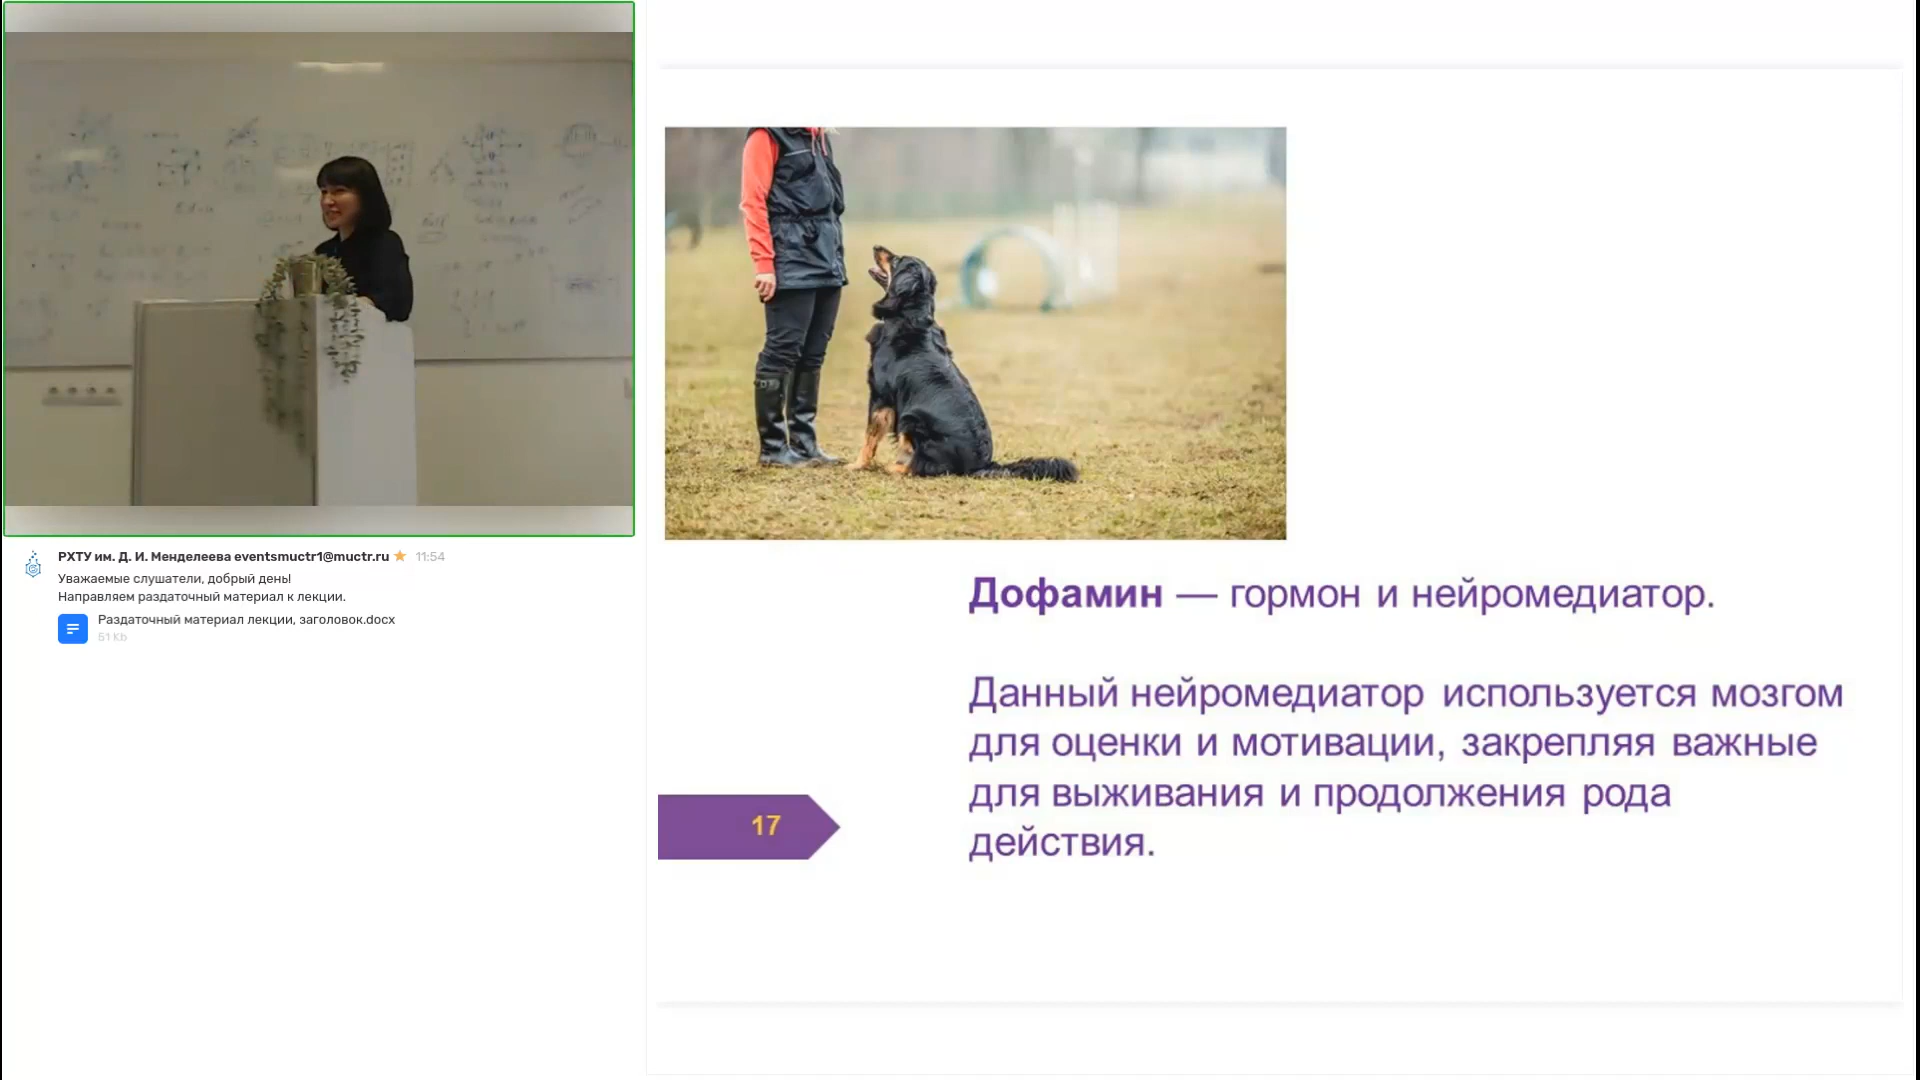 РХТУ им. Д. И. Менделеева eventsmuctr1@muctr.ru 11:54
Уважаемые слушатели, добрый день!
Направляем раздаточный материал к лекции.
Раздаточный материал лекции, заголовок.docx
51 Kb
Дофамин — гормон и нейромедиатор.
Данный нейромедиатор используется мозгом
для оценки и мотивации, закрепляя важные
для выживания и продолжения рода
действия.
17